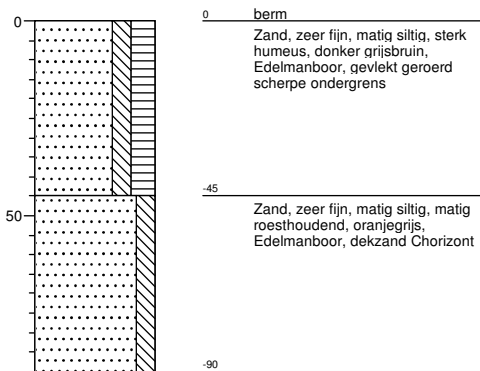 0
0
berm
Zand, zeer fijn, matig siltig, sterk
humeus, donker grijsbruin,
Edelmanboor, gevlekt geroerd
scherpe ondergrens
-45
50
Zand, zeer fijn, matig siltig, matig
roesthoudend, oranjegrijs,
Edelmanboor, dekzand Chorizont
-90